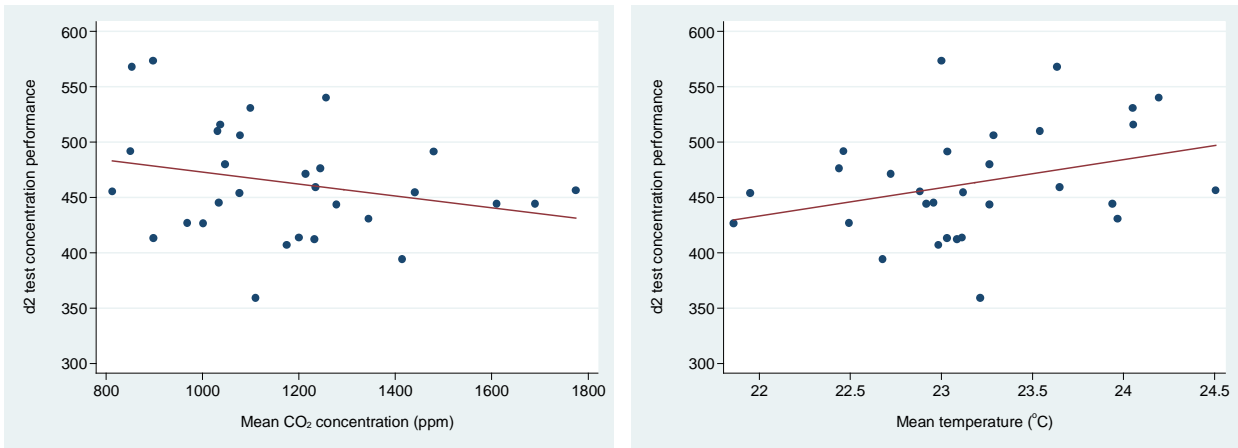 600
550
500
450
400
350
300
d2 test concentration performance
800 1000 1200 1400 1600 1800
Mean CO₂ concentration (ppm)
600
550
500
450
400
350
300
d2 test concentration performance
22 22.5 23 23.5 24 24.5
Mean temperature (°C)